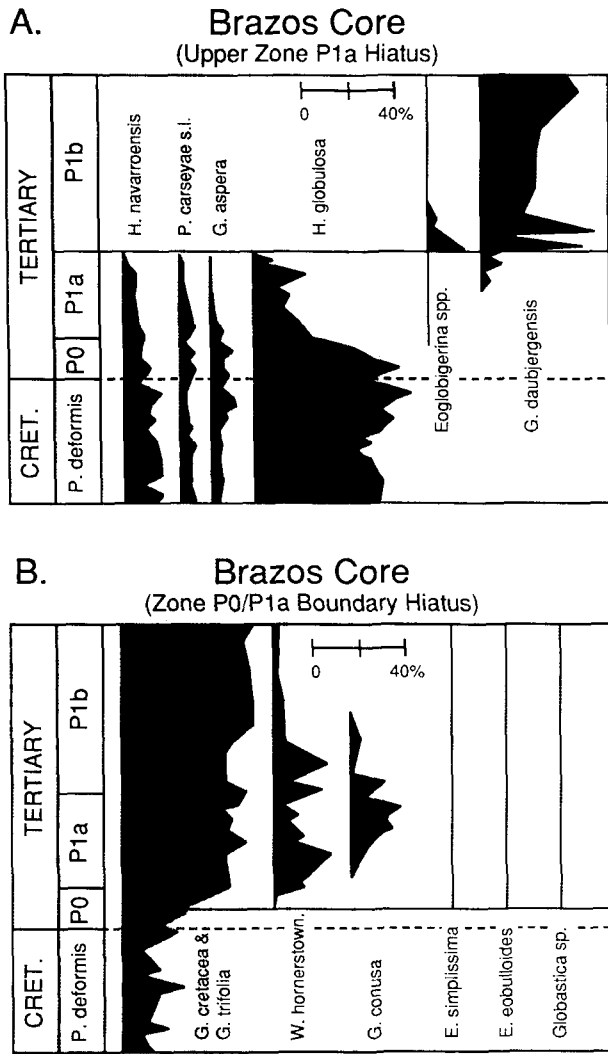 A.
Brazos Core
(Upper Zone P1a Hiatus)
TERTIARY
CRET.
P1b
P1a
P0
P. deformis
H. navarroensis
P. carseyae s.l.
G. aspera
H. globulosa
0 40%
Eoglobigerina spp.
G. daubjergensis
B.
Brazos Core
(Zone P0/P1a Boundary Hiatus)
TERTIARY
CRET.
P1b
P1a
P0
P. deformis
0 40%
G. cretacea &
G. trifolia
W. hornerstown.
G. conusa
E. simplissima
E. eobulloides
Globastica sp.